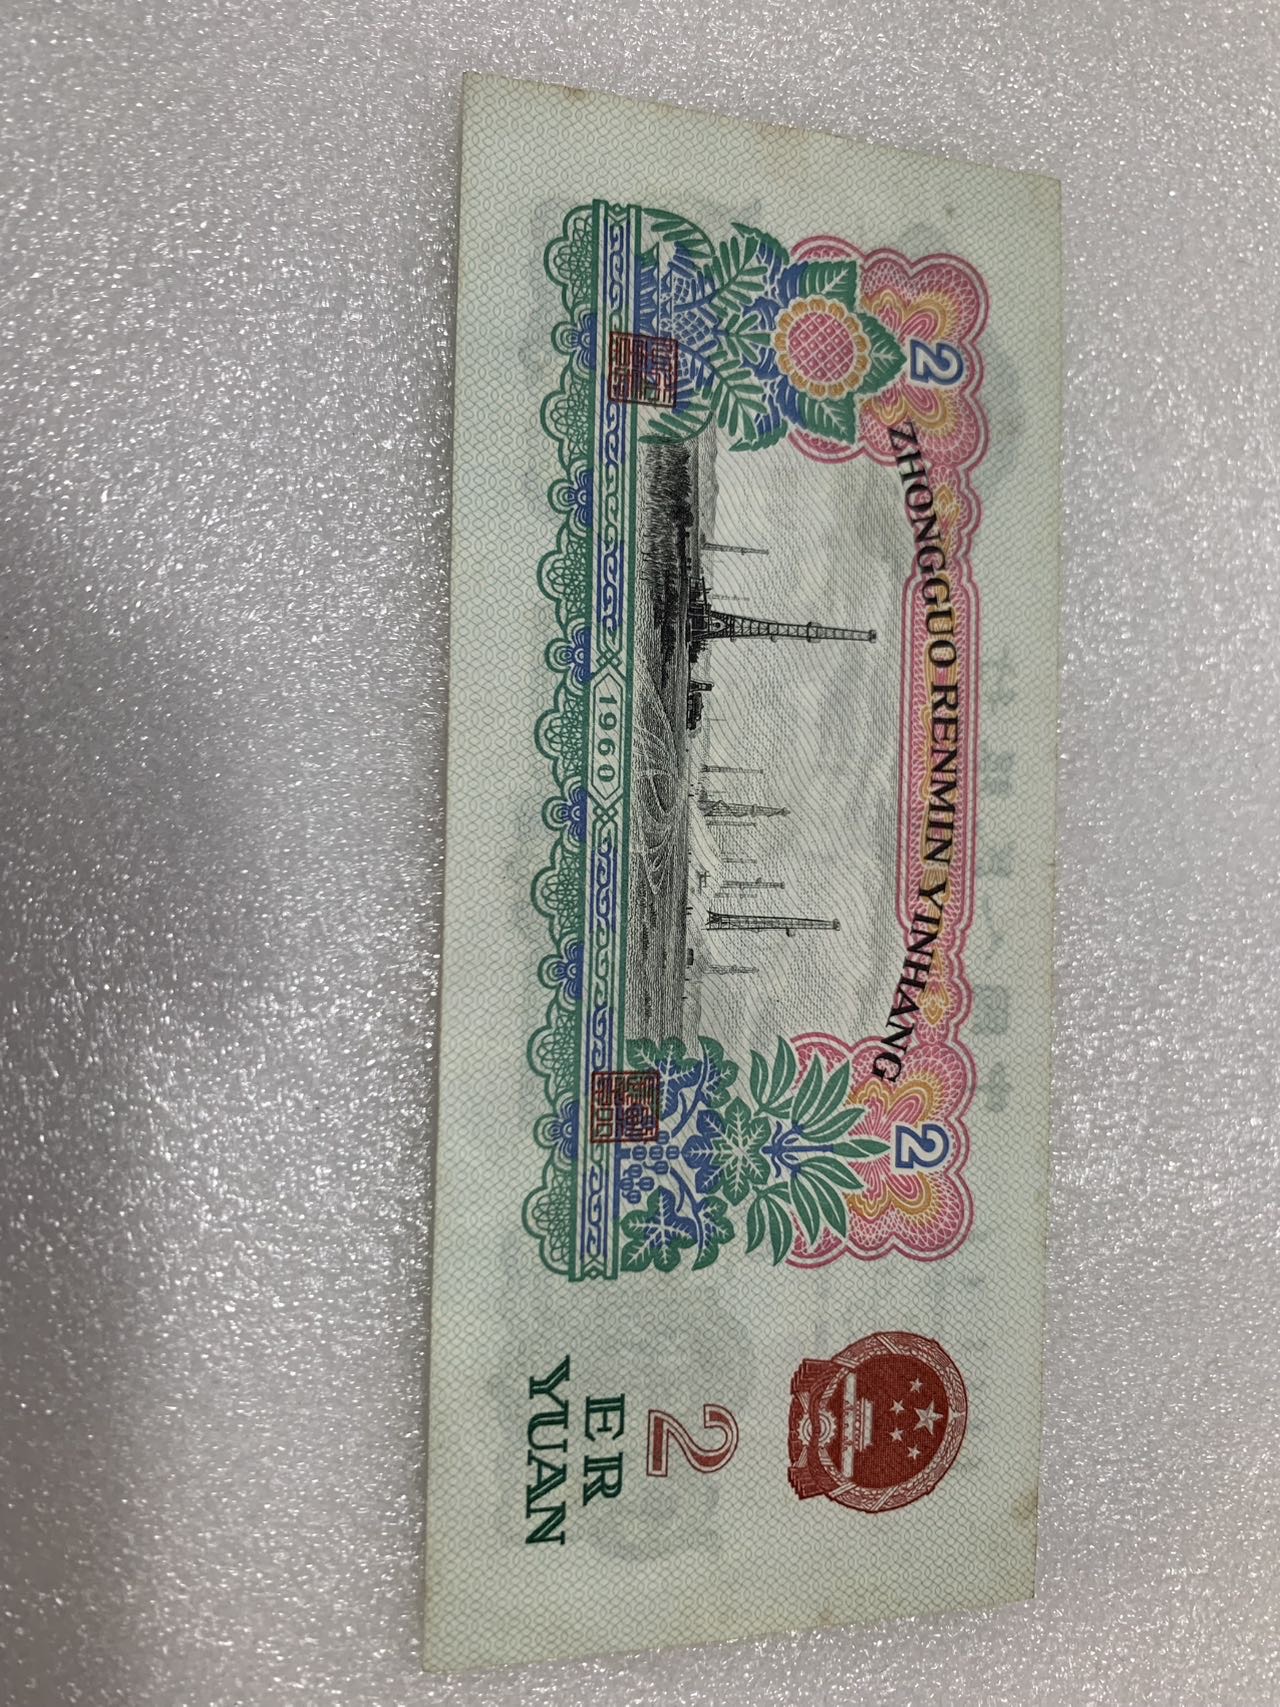 ZHONGGUO RENMIN YINHANG
2
2
1960
2
ER
YUAN